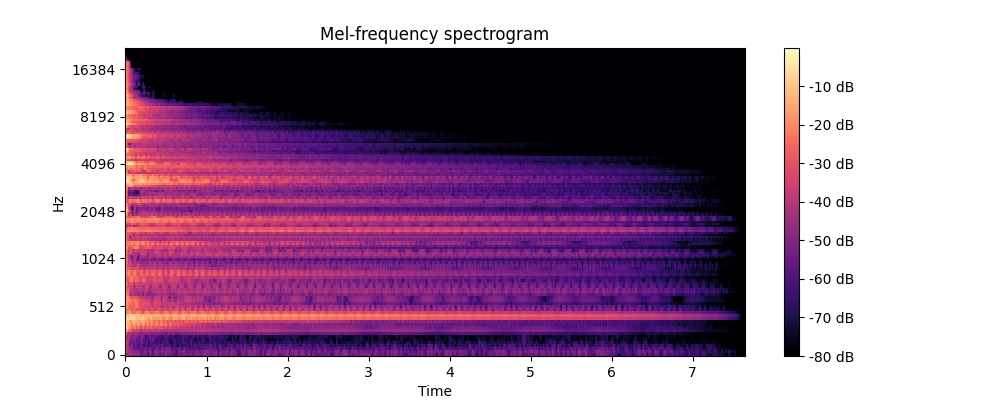 Mel-frequency spectrogram
16384
8192
4096
2048
1024
512
0
Hz
0 1 2 3 4 5 6 7
Time
-10 dB
-20 dB
-30 dB
-40 dB
-50 dB
-60 dB
-70 dB
-80 dB